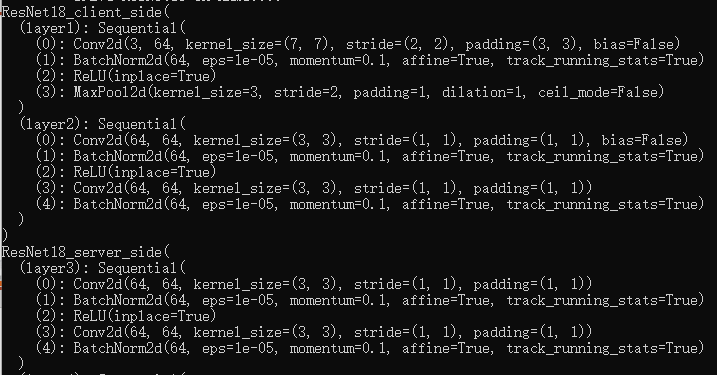 ResNet18_client_side(
(layer1): Sequential(
(0): Conv2d(3, 64, kernel_size=(7, 7), stride=(2, 2), padding=(3, 3), bias=False)
(1): BatchNorm2d(64, eps=1e-05, momentum=0.1, affine=True, track_running_stats=True)
(2): ReLU(inplace=True)
(3): MaxPool2d(kernel_size=3, stride=2, padding=1, dilation=1, ceil_mode=False)
)
(layer2): Sequential(
(0): Conv2d(64, 64, kernel_size=(3, 3), stride=(1, 1), padding=(1, 1), bias=False)
(1): BatchNorm2d(64, eps=1e-05, momentum=0.1, affine=True, track_running_stats=True)
(2): ReLU(inplace=True)
(3): Conv2d(64, 64, kernel_size=(3, 3), stride=(1, 1), padding=(1, 1))
(4): BatchNorm2d(64, eps=1e-05, momentum=0.1, affine=True, track_running_stats=True)
)
)
ResNet18_server_side(
(layer3): Sequential(
(0): Conv2d(64, 64, kernel_size=(3, 3), stride=(1, 1), padding=(1, 1))
(1): BatchNorm2d(64, eps=1e-05, momentum=0.1, affine=True, track_running_stats=True)
(2): ReLU(inplace=True)
(3): Conv2d(64, 64, kernel_size=(3, 3), stride=(1, 1), padding=(1, 1))
(4): BatchNorm2d(64, eps=1e-05, momentum=0.1, affine=True, track_running_stats=True)
)